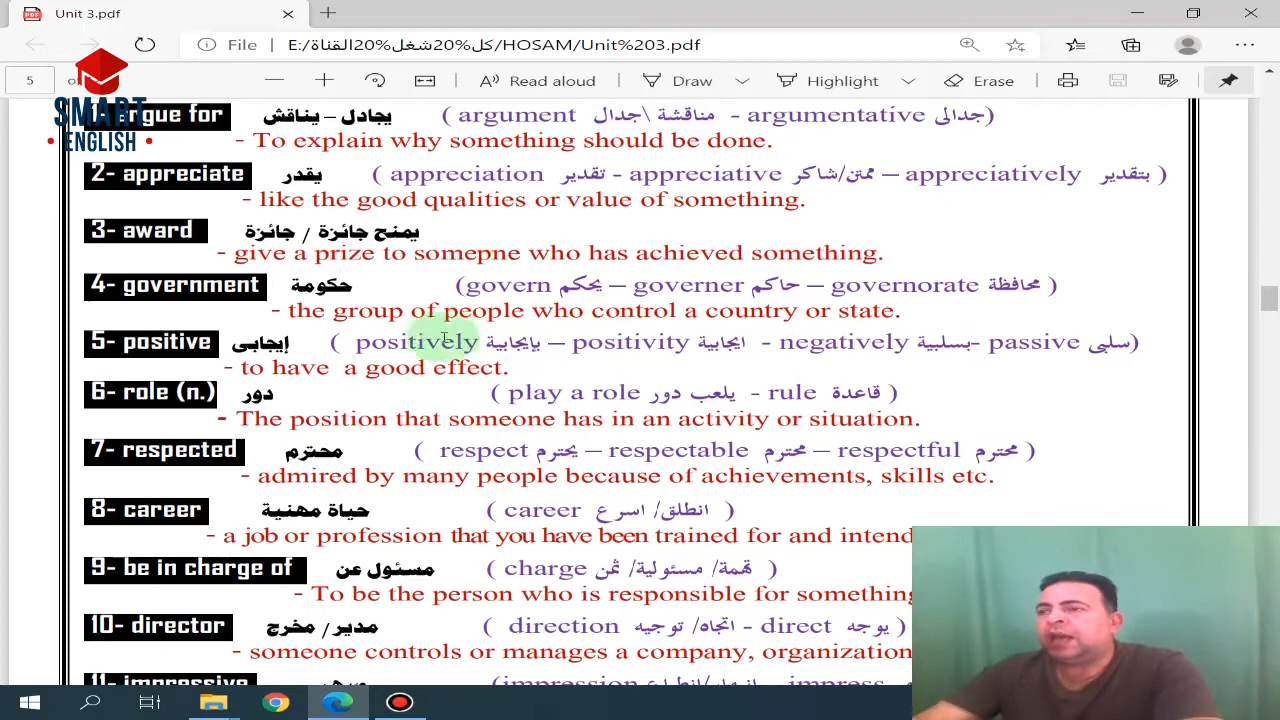 Unit 3.pdf
File E:/كل%20شغل%20القناة/HOSAM/Unit%203.pdf
5 Read aloud Draw Highlight Erase
SMART
ENGLISH
argue for يجادل – يناقش ( argument مناقشة \ جدال - argumentative جدالى)
- To explain why something should be done.
2- appreciate يقدر ( appreciation تقدير - appreciative ممتن/شاكر – appreciatively بتقدير )
- like the good qualities or value of something.
3- award يمنح جائزة / جائزة
- give a prize to somepne who has achieved something.
4- government حكومة (govern يحكم – governer حاكم – governorate محافظة )
- the group of people who control a country or state.
5- positive إيجابى ( positively بإيجابية – positivity ايجابية - negatively بسلبية - passive سلبى)
- to have a good effect.
6- role (n.) دور ( play a role يلعب دور - rule قاعدة )
- The position that someone has in an activity or situation.
7- respected محترم ( respect يحترم – respectable محترم – respectful محترم )
- admired by many people because of achievements, skills etc.
8- career حياة مهنية ( career انطلق/ اسرع )
- a job or profession that you have been trained for and intend
9- be in charge of مسئول عن ( charge تهمة/ مسئولية/ ثمن )
- To be the person who is responsible for something
10- director مدير / مخرج ( direction اتجاه/ توجيه - direct يوجه )
- someone controls or manages a company, organization
11- impressive (impression - impress